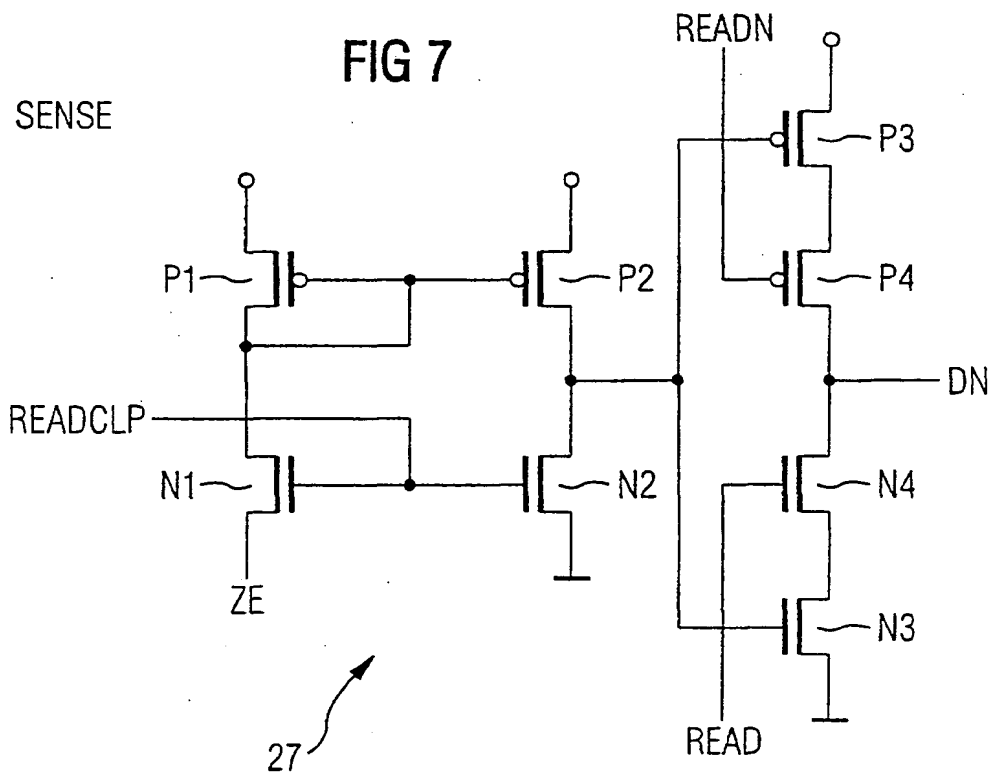 READN
FIG 7
SENSE
P3
P1
P2
P4
DN
READCLP
N1
N2
N4
ZE
N3
READ
27